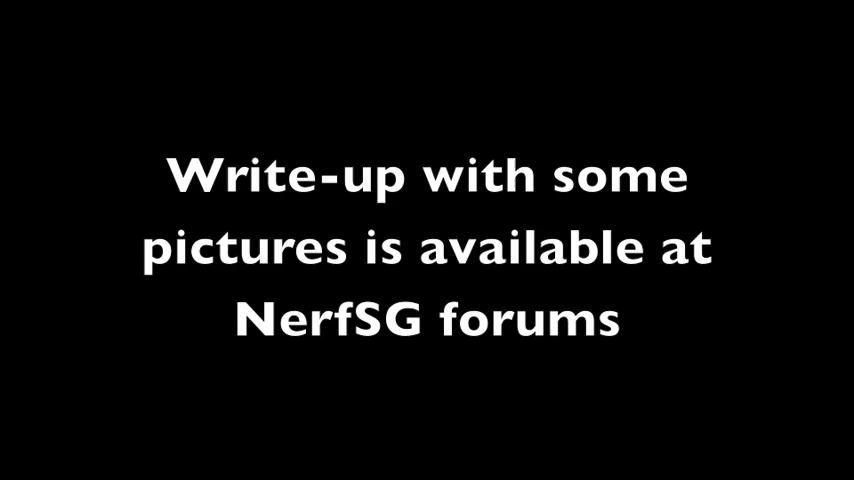 Write-up with some
pictures is available at
NerfSG forums